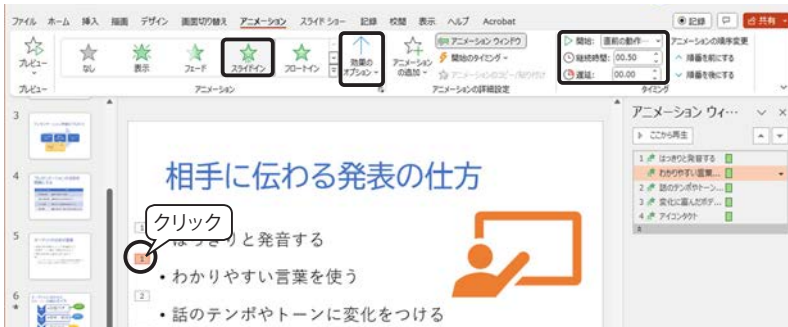 ファイル ホーム 挿入 描画 デザイン 画面切り替え アニメーション スライド ショー 記録 校閲 表示 ヘルプ Acrobat
記録
共有
プレビュー
なし
表示
フェード
スライドイン
フロートイン
効果の
オプション
アニメーション
の追加
アニメーション ウィンドウ
開始のタイミング
アニメーションのコピー/貼り付け
開始: 直前の動作…
継続時間: 00.50
遅延: 00.00
アニメーションの順序変更
順番を前にする
順番を後にする
プレビュー
アニメーション
アニメーションの詳細設定
タイミング
3
4
5
6
相手に伝わる発表の仕方
クリック
1
はっきりと発音する
1
・わかりやすい言葉を使う
2
・話のテンポやトーンに変化をつける
アニメーション ウィ…
ここから再生
1 はっきりと発音する
わかりやすい言葉…
2 話のテンポやトーン…
3 変化に富んだボデ…
4 アイコンタクト